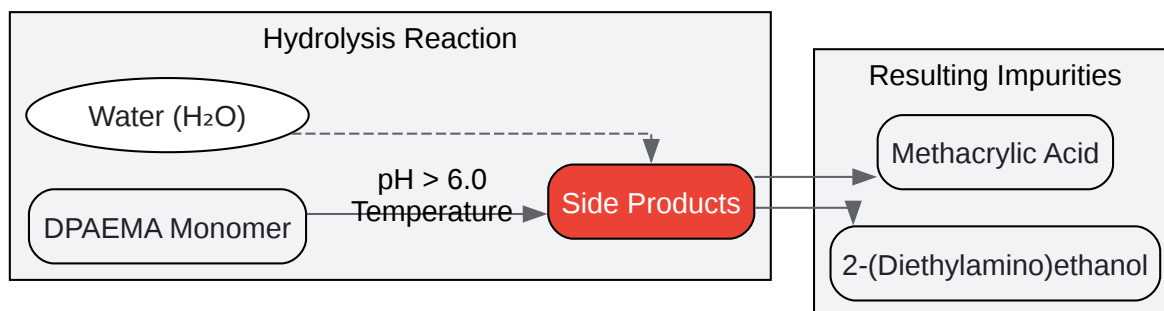 Hydrolysis Reaction
Water (H₂O)
DPAEMA Monomer
pH > 6.0
Temperature
Side Products
Resulting Impurities
Methacrylic Acid
2-(Diethylamino)ethanol